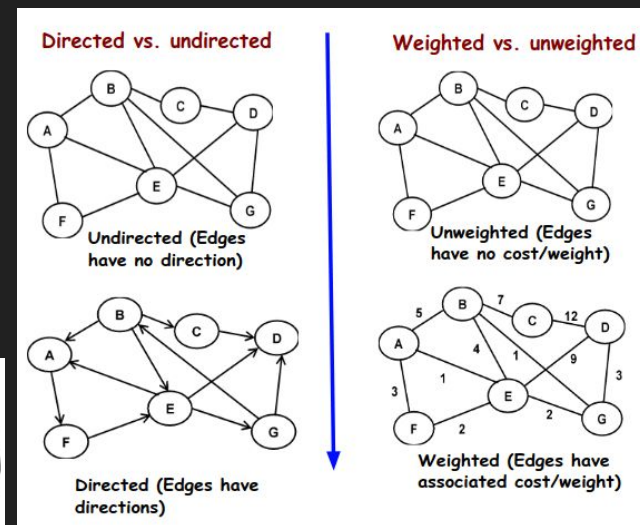 Directed vs. undirected
B
C
D
A
E
F
G
Undirected (Edges
have no direction)
B
C
D
A
E
F
G
Directed (Edges have
directions)
Weighted vs. unweighted
B
C
D
A
E
F
G
Unweighted (Edges
have no cost/weight)
5
B
7
C
12
D
A
4
1
9
1
E
3
3
F
2
2
G
Weighted (Edges have
associated cost/weight)